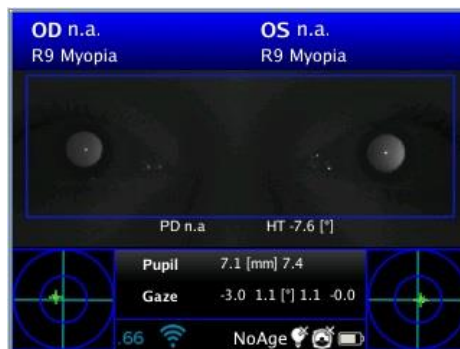 OD n.a.
OS n.a.
R9 Myopia
R9 Myopia
PD n.a
HT -7.6 [°]
Pupil 7.1 [mm] 7.4
Gaze -3.0 1.1 [°] 1.1 -0.0
.66
NoAge